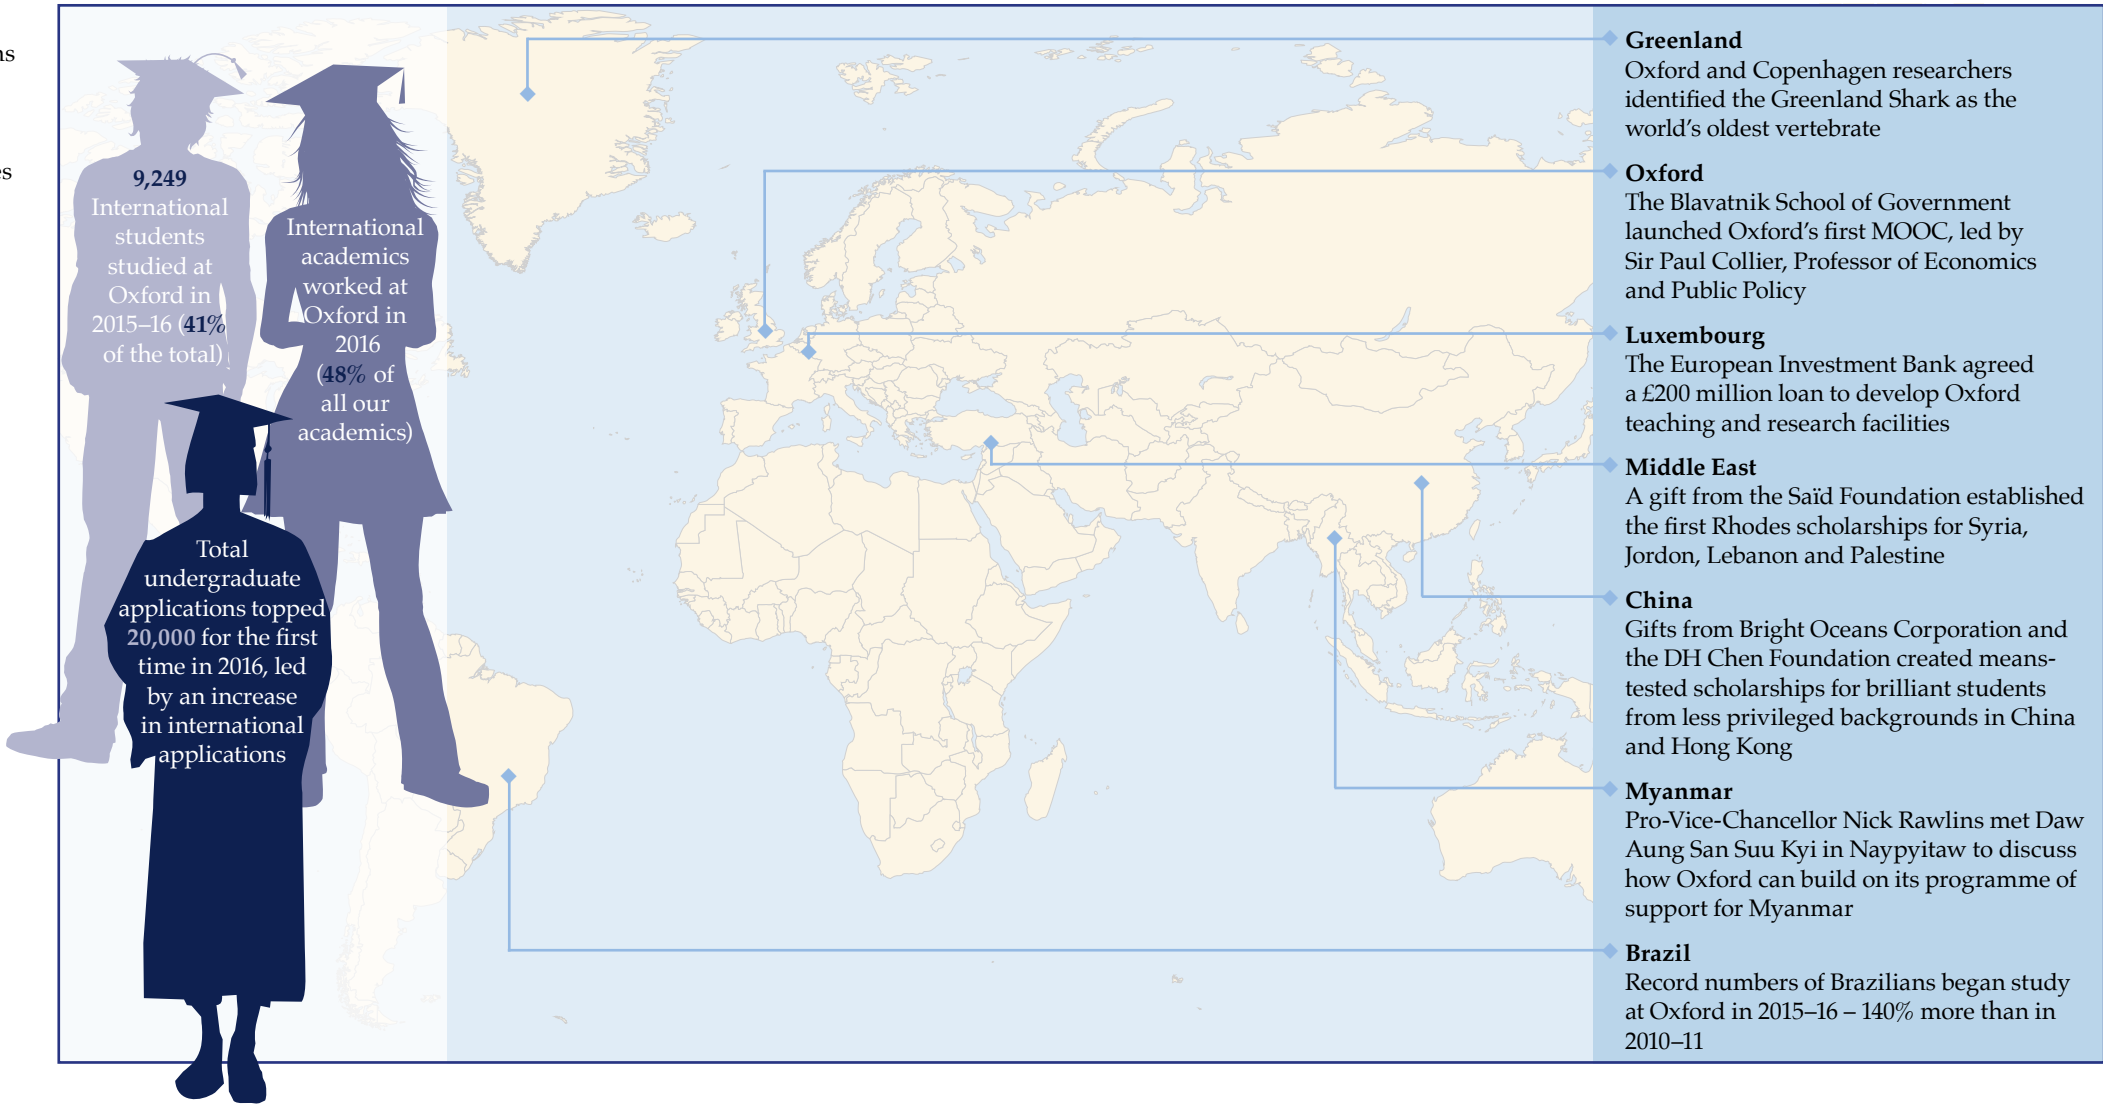 ns
es
9,249
International
students
studied at
Oxford in
2015–16 (41%
of the total)
International
academics
worked at
Oxford in
2016
(48% of
all our
academics)
Total
undergraduate
applications topped
20,000 for the first
time in 2016, led
by an increase
in international
applications
Greenland
Oxford and Copenhagen researchers
identified the Greenland Shark as the
world's oldest vertebrate
Oxford
The Blavatnik School of Government
launched Oxford's first MOOC, led by
Sir Paul Collier, Professor of Economics
and Public Policy
Luxembourg
The European Investment Bank agreed
a £200 million loan to develop Oxford
teaching and research facilities
Middle East
A gift from the Saïd Foundation established
the first Rhodes scholarships for Syria,
Jordon, Lebanon and Palestine
China
Gifts from Bright Oceans Corporation and
the DH Chen Foundation created means-
tested scholarships for brilliant students
from less privileged backgrounds in China
and Hong Kong
Myanmar
Pro-Vice-Chancellor Nick Rawlins met Daw
Aung San Suu Kyi in Naypyitaw to discuss
how Oxford can build on its programme of
support for Myanmar
Brazil
Record numbers of Brazilians began study
at Oxford in 2015–16 – 140% more than in
2010–11